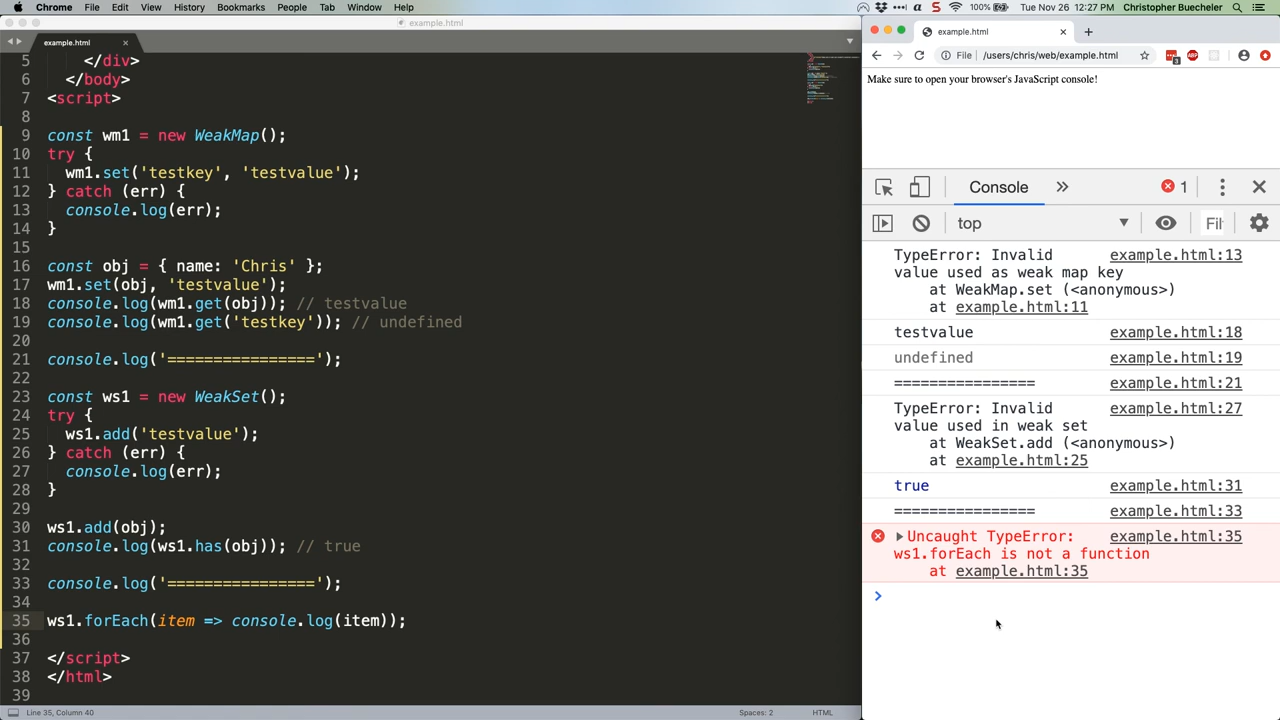 Chrome File Edit View History Bookmarks People Tab Window Help
100% Tue Nov 26 12:27 PM Christopher Buecheler
example.html
example.html
5 </div>
6 </body>
7 <script>
8
9 const wm1 = new WeakMap();
10 try {
11 wm1.set('testkey', 'testvalue');
12 } catch (err) {
13 console.log(err);
14 }
15
16 const obj = { name: 'Chris' };
17 wm1.set(obj, 'testvalue');
18 console.log(wm1.get(obj)); // testvalue
19 console.log(wm1.get('testkey')); // undefined
20
21 console.log('================');
22
23 const ws1 = new WeakSet();
24 try {
25 ws1.add('testvalue');
26 } catch (err) {
27 console.log(err);
28 }
29
30 ws1.add(obj);
31 console.log(ws1.has(obj)); // true
32
33 console.log('================');
34
35 ws1.forEach(item => console.log(item));
36
37 </script>
38 </html>
39
Line 35, Column 40 Spaces: 2 HTML
example.html
File /users/chris/web/example.html
Make sure to open your browser's JavaScript console!
Console 1
top Fil
TypeError: Invalid example.html:13
value used as weak map key
at WeakMap.set (<anonymous>)
at example.html:11
testvalue example.html:18
undefined example.html:19
================ example.html:21
TypeError: Invalid example.html:27
value used in weak set
at WeakSet.add (<anonymous>)
at example.html:25
true example.html:31
================ example.html:33
Uncaught TypeError: example.html:35
ws1.forEach is not a function
at example.html:35